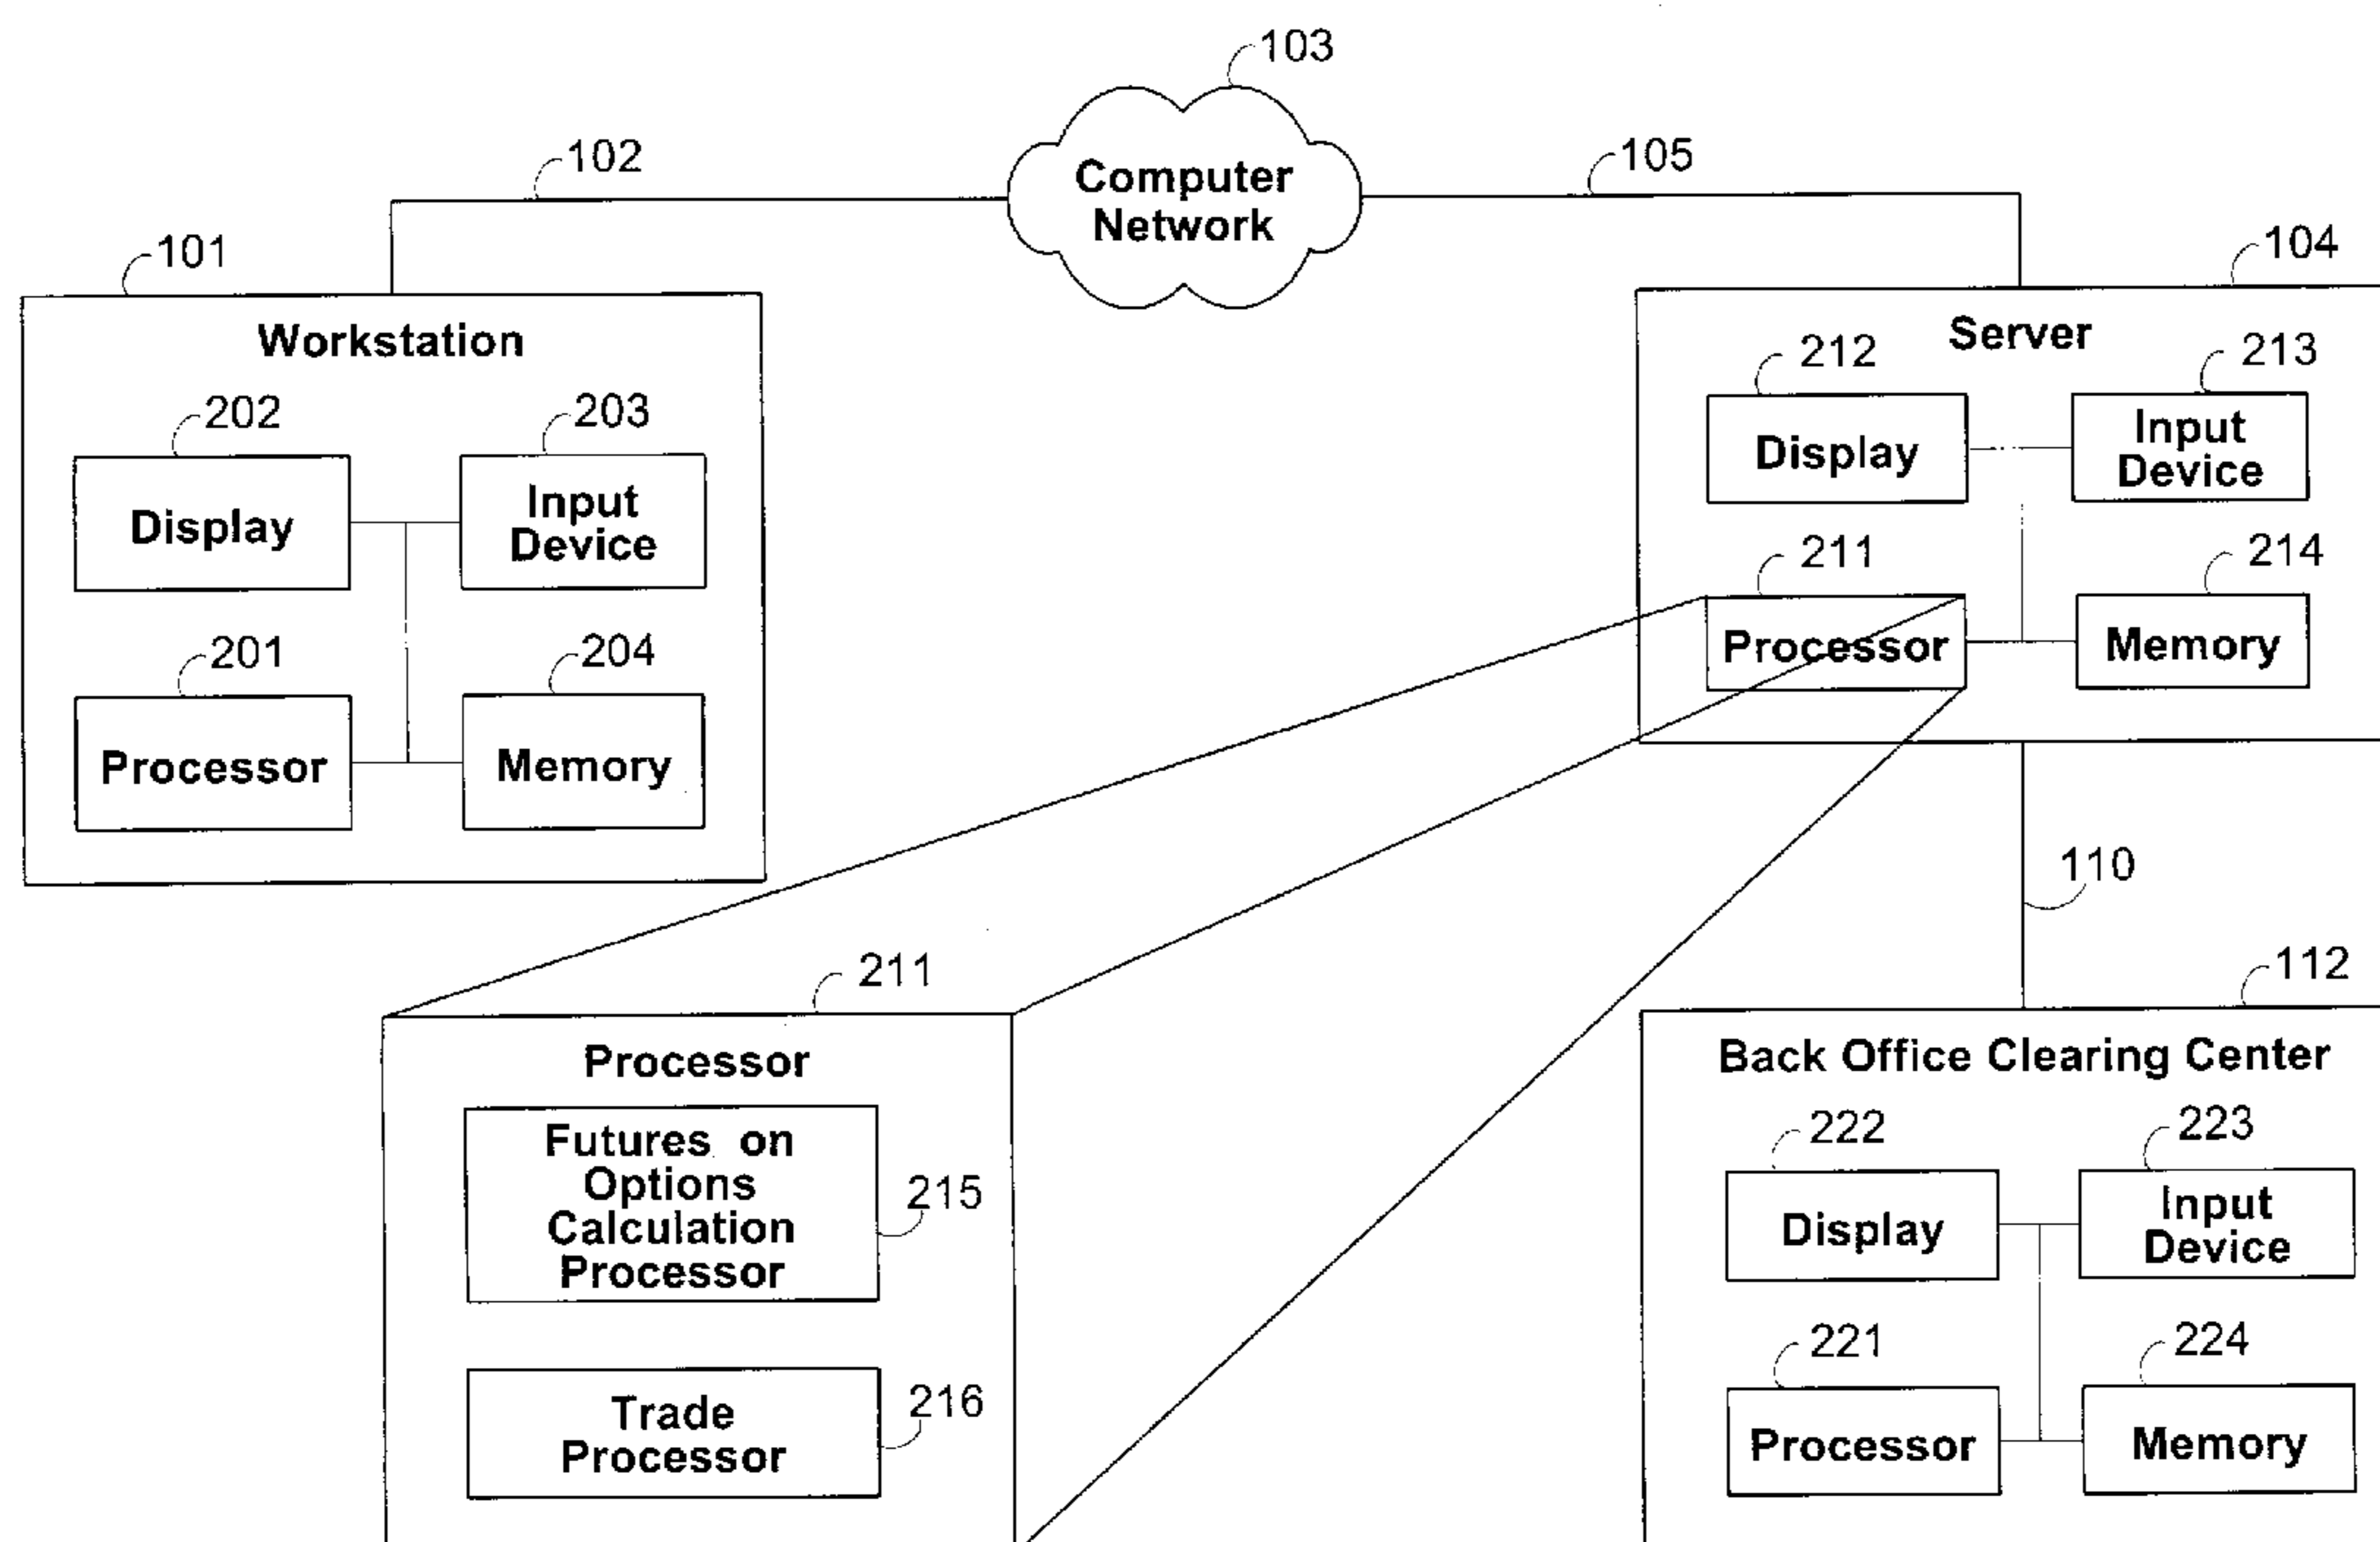 103
Computer
Network
102
105
101
Workstation
202
203
Display
Input
Device
201
204
Processor
Memory
104
Server
212
213
Display
Input
Device
211
214
Processor
Memory
110
211
Processor
Futures on
Options
Calculation
Processor
215
Trade
Processor
216
112
Back Office Clearing Center
222
223
Display
Input
Device
221
224
Processor
Memory